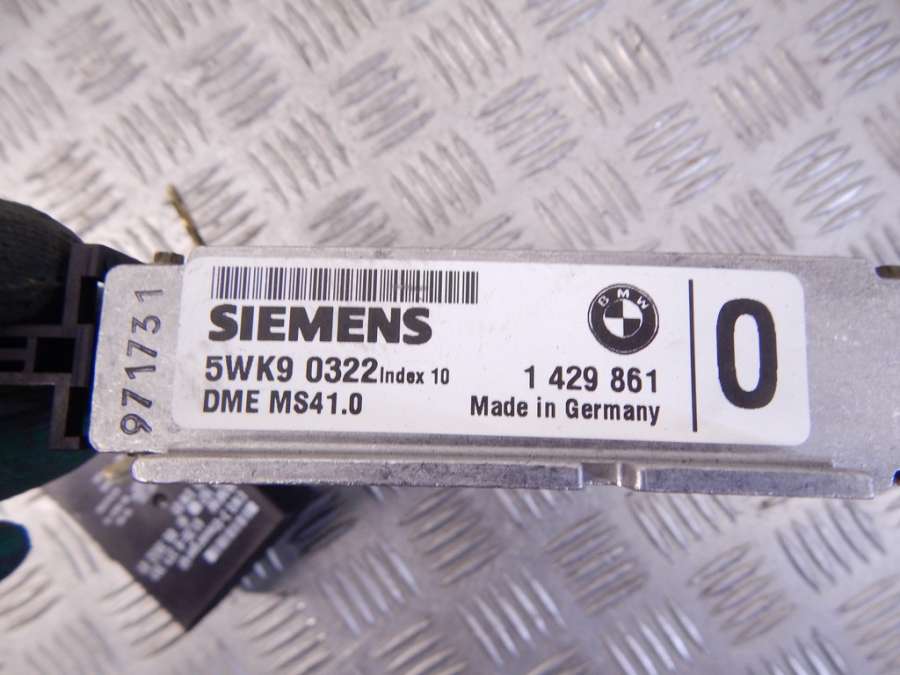 971731
SIEMENS
BMW
5WK9 0322 Index 10
1 429 861
DME MS41.0
Made in Germany
0